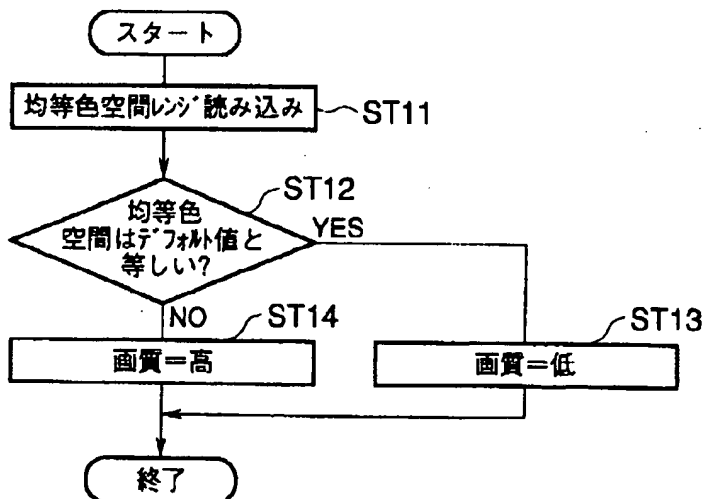 スタート
均等色空間ﾚﾝｼﾞ読み込み
ST11
ST12
均等色
空間はﾃﾞﾌｫﾙﾄ値と
等しい?
YES
NO
ST14
ST13
画質=高
画質=低
終了